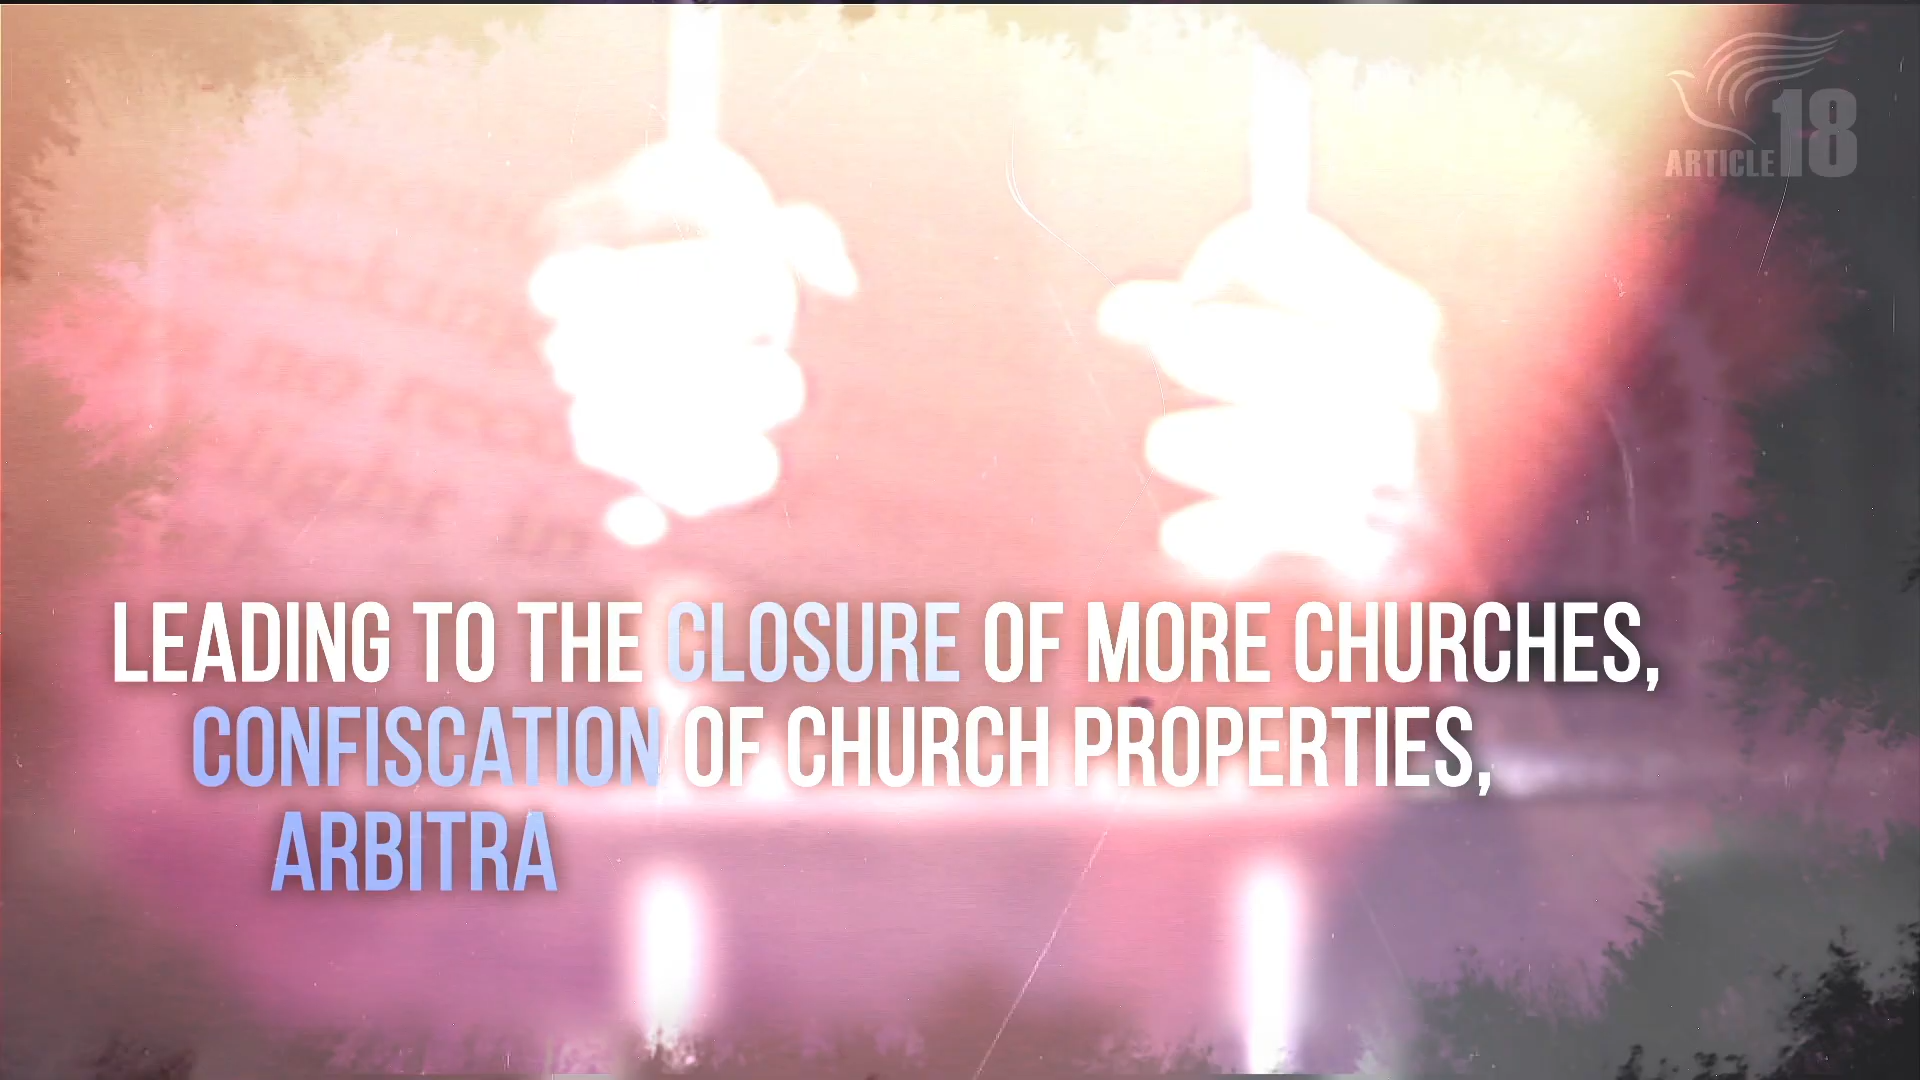 ARTICLE 18
LEADING TO THE CLOSURE OF MORE CHURCHES,
CONFISCATION OF CHURCH PROPERTIES,
ARBITRA